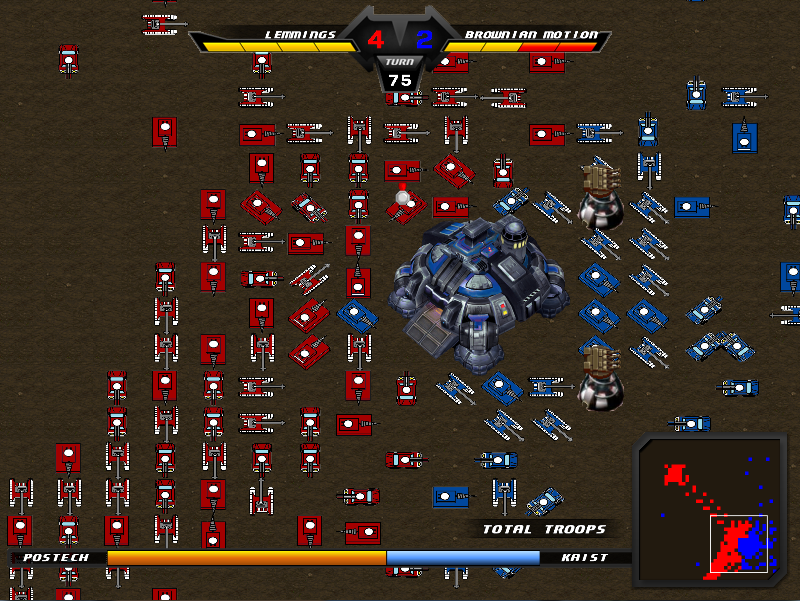 LEMMINGS 4 2 BROWNIAN MOTION
TURN
75
TOTAL TROOPS
POSTECH KAIST